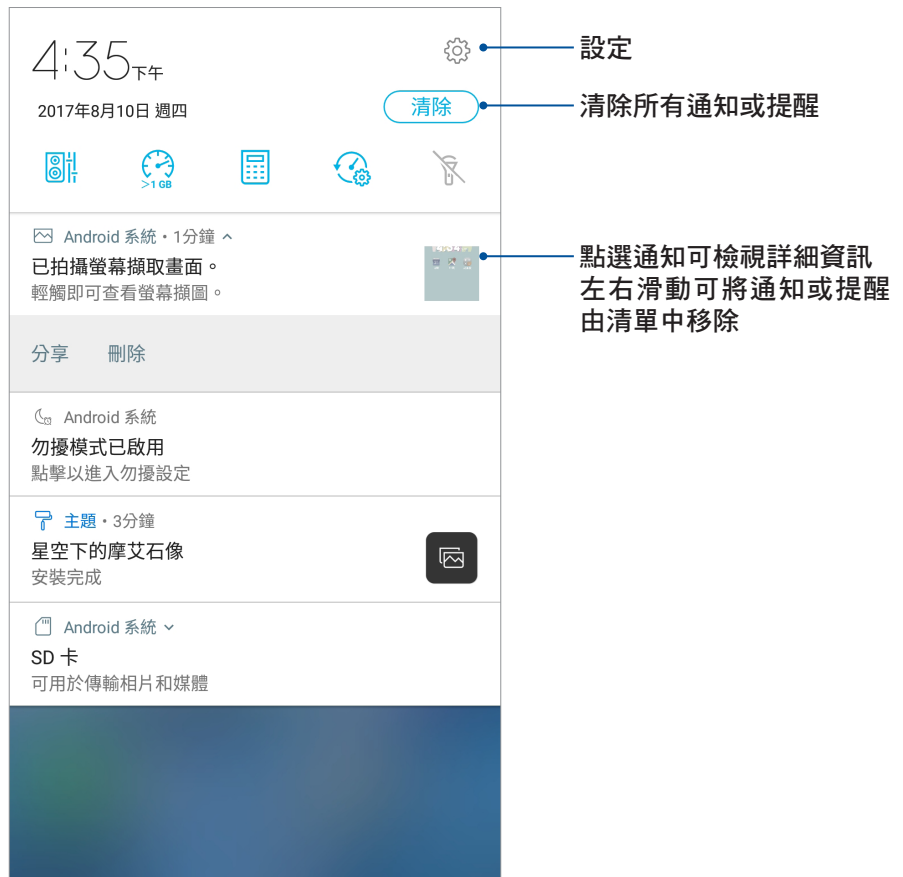 4:35下午
設定
2017年8月10日 週四
清除
清除所有通知或提醒
>1 GB
Android 系統・1分鐘
已拍攝螢幕擷取畫面。
輕觸即可查看螢幕擷圖。
點選通知可檢視詳細資訊
左右滑動可將通知或提醒
由清單中移除
分享 刪除
Android 系統
勿擾模式已啟用
點擊以進入勿擾設定
主題・3分鐘
星空下的摩艾石像
安裝完成
Android 系統
SD 卡
可用於傳輸相片和媒體